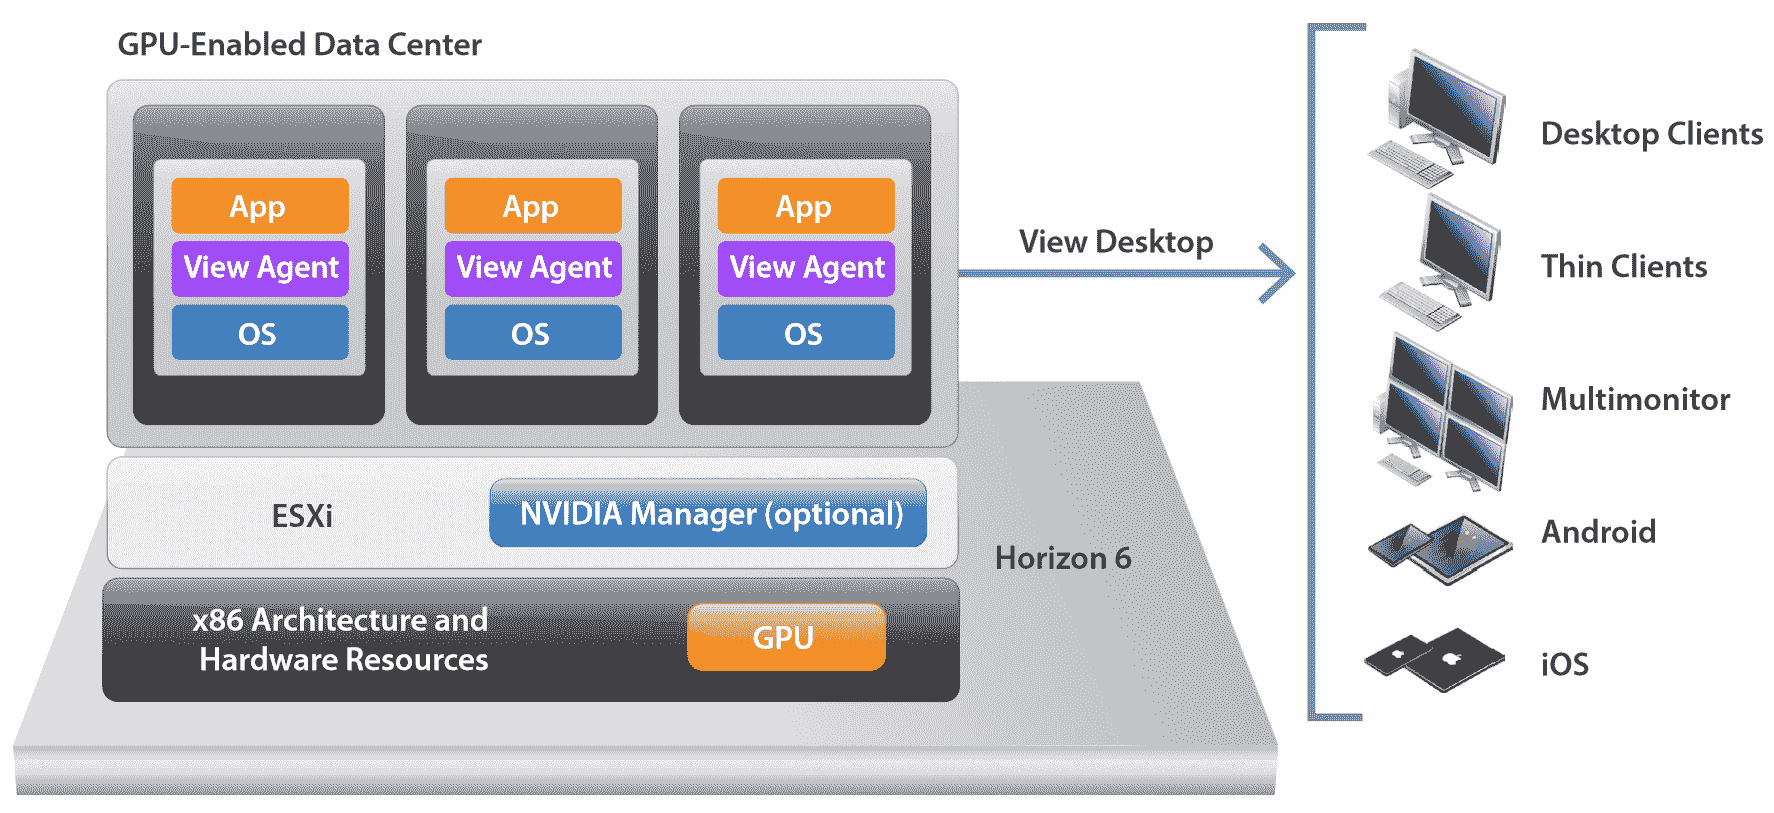 GPU-Enabled Data Center
App
View Agent
OS
App
View Agent
OS
App
View Agent
OS
ESXi
NVIDIA Manager (optional)
x86 Architecture and
Hardware Resources
GPU
Horizon 6
View Desktop
Desktop Clients
Thin Clients
Multimonitor
Android
iOS